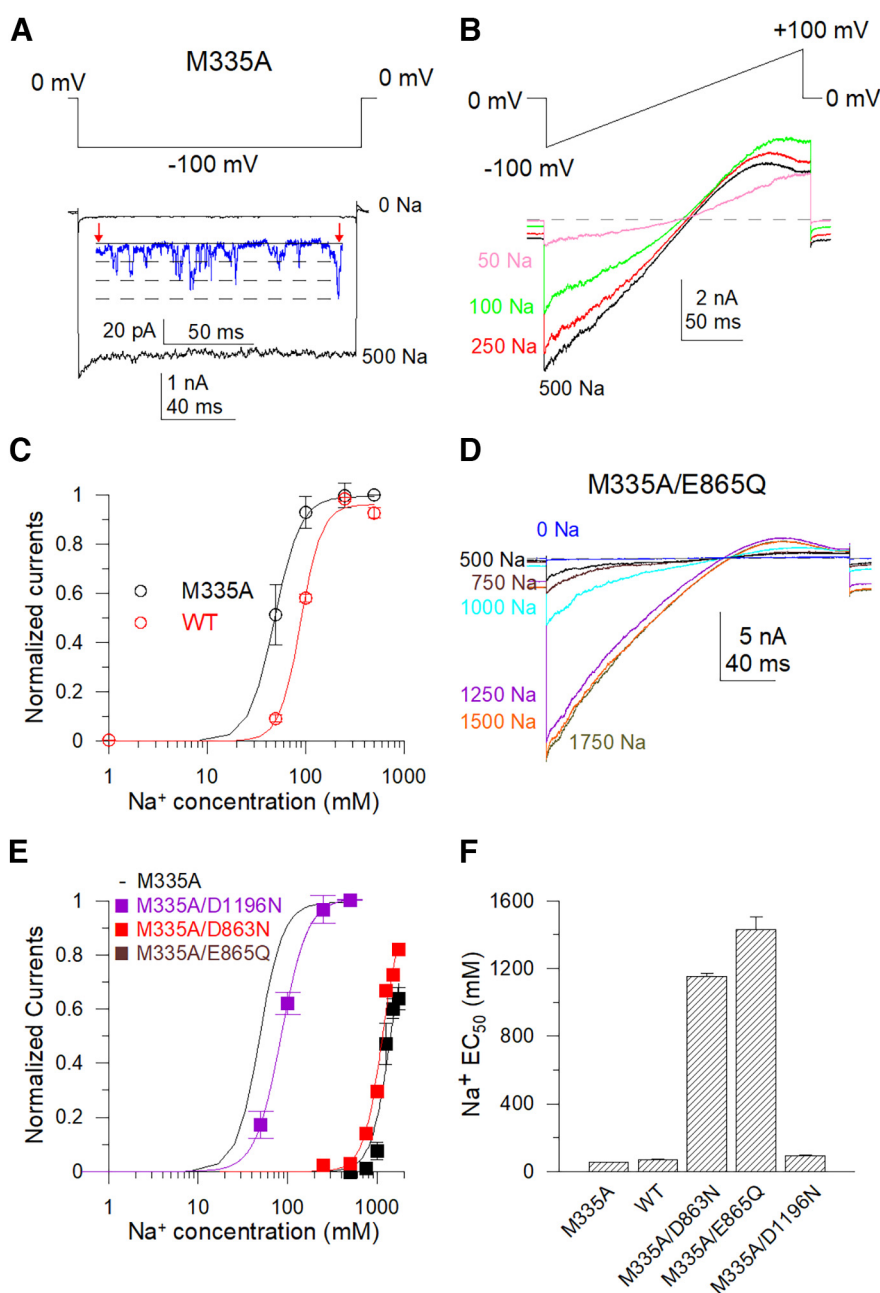 A
M335A
0 mV
0 mV
-100 mV
0 Na
20 pA
50 ms
500 Na
1 nA
40 ms
B
+100 mV
0 mV
0 mV
-100 mV
50 Na
100 Na
250 Na
500 Na
2 nA
50 ms
C
Normalized currents
1
0.8
0.6
0.4
0.2
0
M335A
WT
1
10
100
1000
Na⁺ concentration (mM)
D
M335A/E865Q
0 Na
500 Na
750 Na
1000 Na
1250 Na
1500 Na
1750 Na
5 nA
40 ms
E
Normalized Currents
- M335A
M335A/D1196N
M335A/D863N
M335A/E865Q
1
0.8
0.6
0.4
0.2
0
1
10
100
1000
Na⁺ concentration (mM)
F
Na⁺ EC₅₀ (mM)
1600
1200
800
400
0
M335A
WT
M335A/D863N
M335A/E865Q
M335A/D1196N